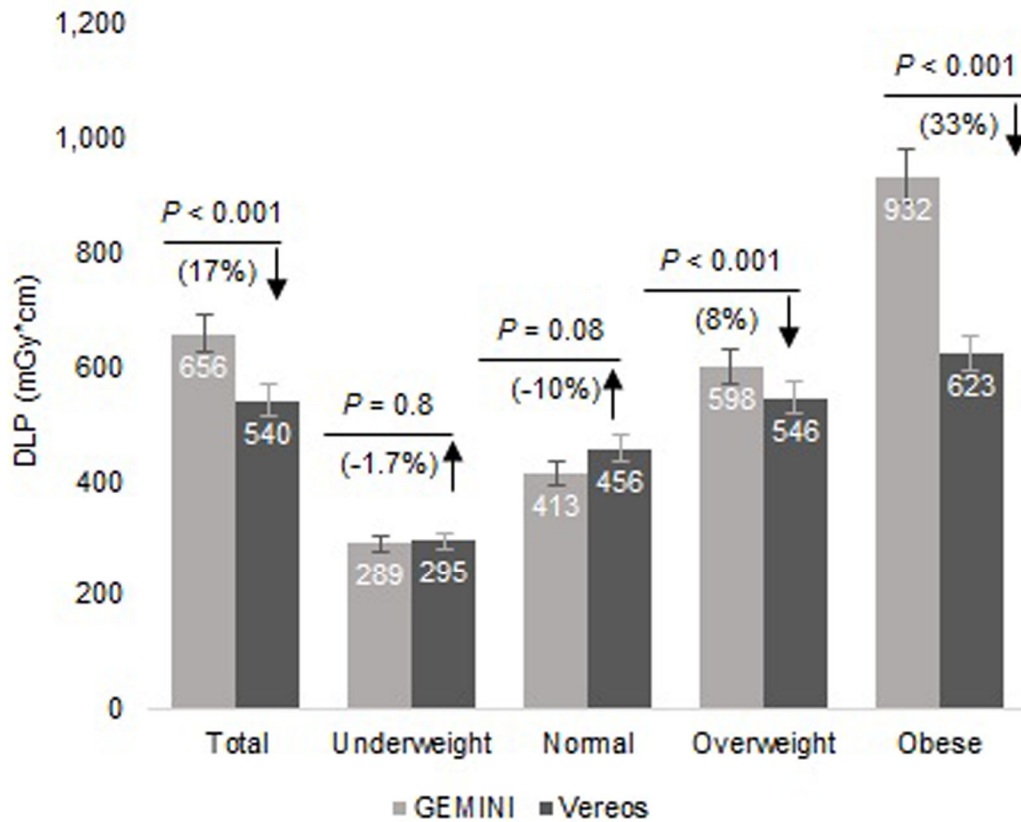 1,200
1,000
800
600
400
200
0
DLP (mGy*cm)
P < 0.001
(17%)
656
540
P = 0.8
(-1.7%)
289
295
P = 0.08
(-10%)
413
456
P < 0.001
(8%)
598
546
P < 0.001
(33%)
932
623
Total
Underweight
Normal
Overweight
Obese
GEMINI
Vereos